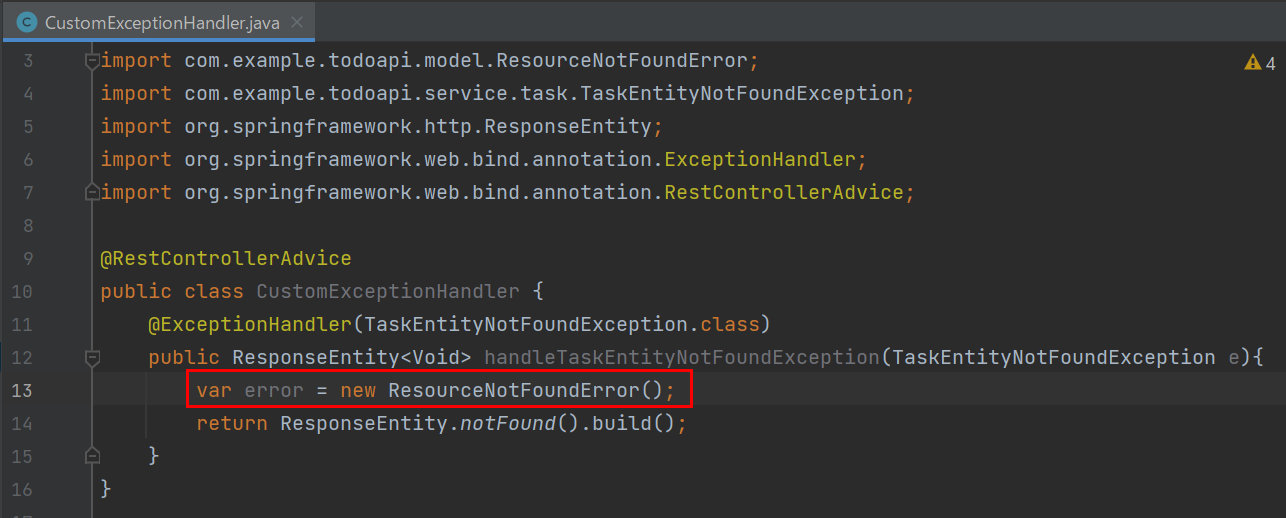 C CustomExceptionHandler.java ×
4
3 import com.example.todoapi.model.ResourceNotFoundError;
4 import com.example.todoapi.service.task.TaskEntityNotFoundException;
5 import org.springframework.http.ResponseEntity;
6 import org.springframework.web.bind.annotation.ExceptionHandler;
7 import org.springframework.web.bind.annotation.RestControllerAdvice;
8
9 @RestControllerAdvice
10 public class CustomExceptionHandler {
11 @ExceptionHandler(TaskEntityNotFoundException.class)
12 public ResponseEntity<Void> handleTaskEntityNotFoundException(TaskEntityNotFoundException e){
13 var error = new ResourceNotFoundError();
14 return ResponseEntity.notFound().build();
15 }
16 }